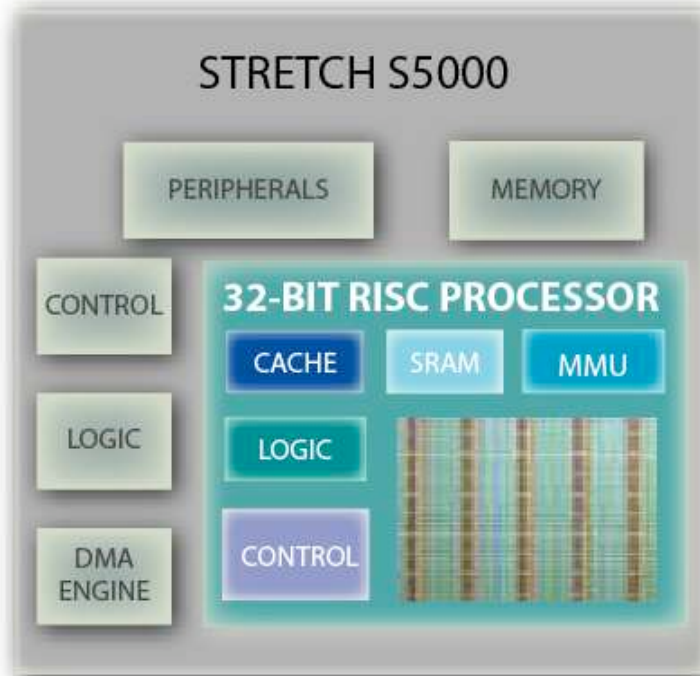 STRETCH S5000
PERIPHERALS
MEMORY
CONTROL
LOGIC
DMA
ENGINE
32-BIT RISC PROCESSOR
CACHE
SRAM
MMU
LOGIC
CONTROL